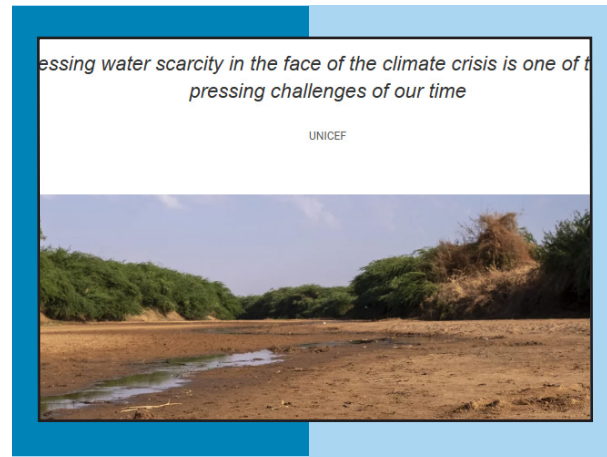 essing water scarcity in the face of the climate crisis is one of t
pressing challenges of our time
UNICEF